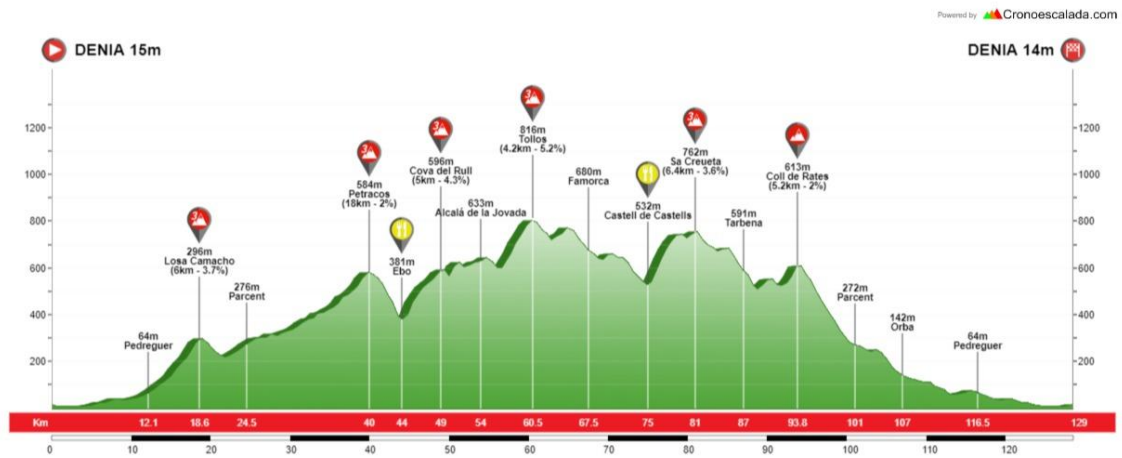 Powered by Cronoescalada.com
DENIA 15m
DENIA 14m
816m
Tollos
(4.2km - 5.2%)
762m
Sa Creueta
(6.4km - 3.6%)
596m
Cova del Rull
(5km - 4.3%)
613m
Coll de Rates
(5.2km - 2%)
584m
Petracos
(18km - 2%)
680m
Famorca
633m
Alcalá de la Jovada
532m
Castell de Castells
591m
Tarbena
296m
Losa Camacho
(6km - 3.7%)
381m
Ebo
276m
Parcent
272m
Parcent
142m
Orba
64m
Pedreguer
64m
Pedreguer
3
3
3
3
3
1200
1000
800
600
400
200
1200
1000
800
600
400
200
Km 12.1 18.6 24.5 40 44 49 54 60.5 67.5 75 81 87 93.8 101 107 116.5 129
0 10 20 30 40 50 60 70 80 90 100 110 120